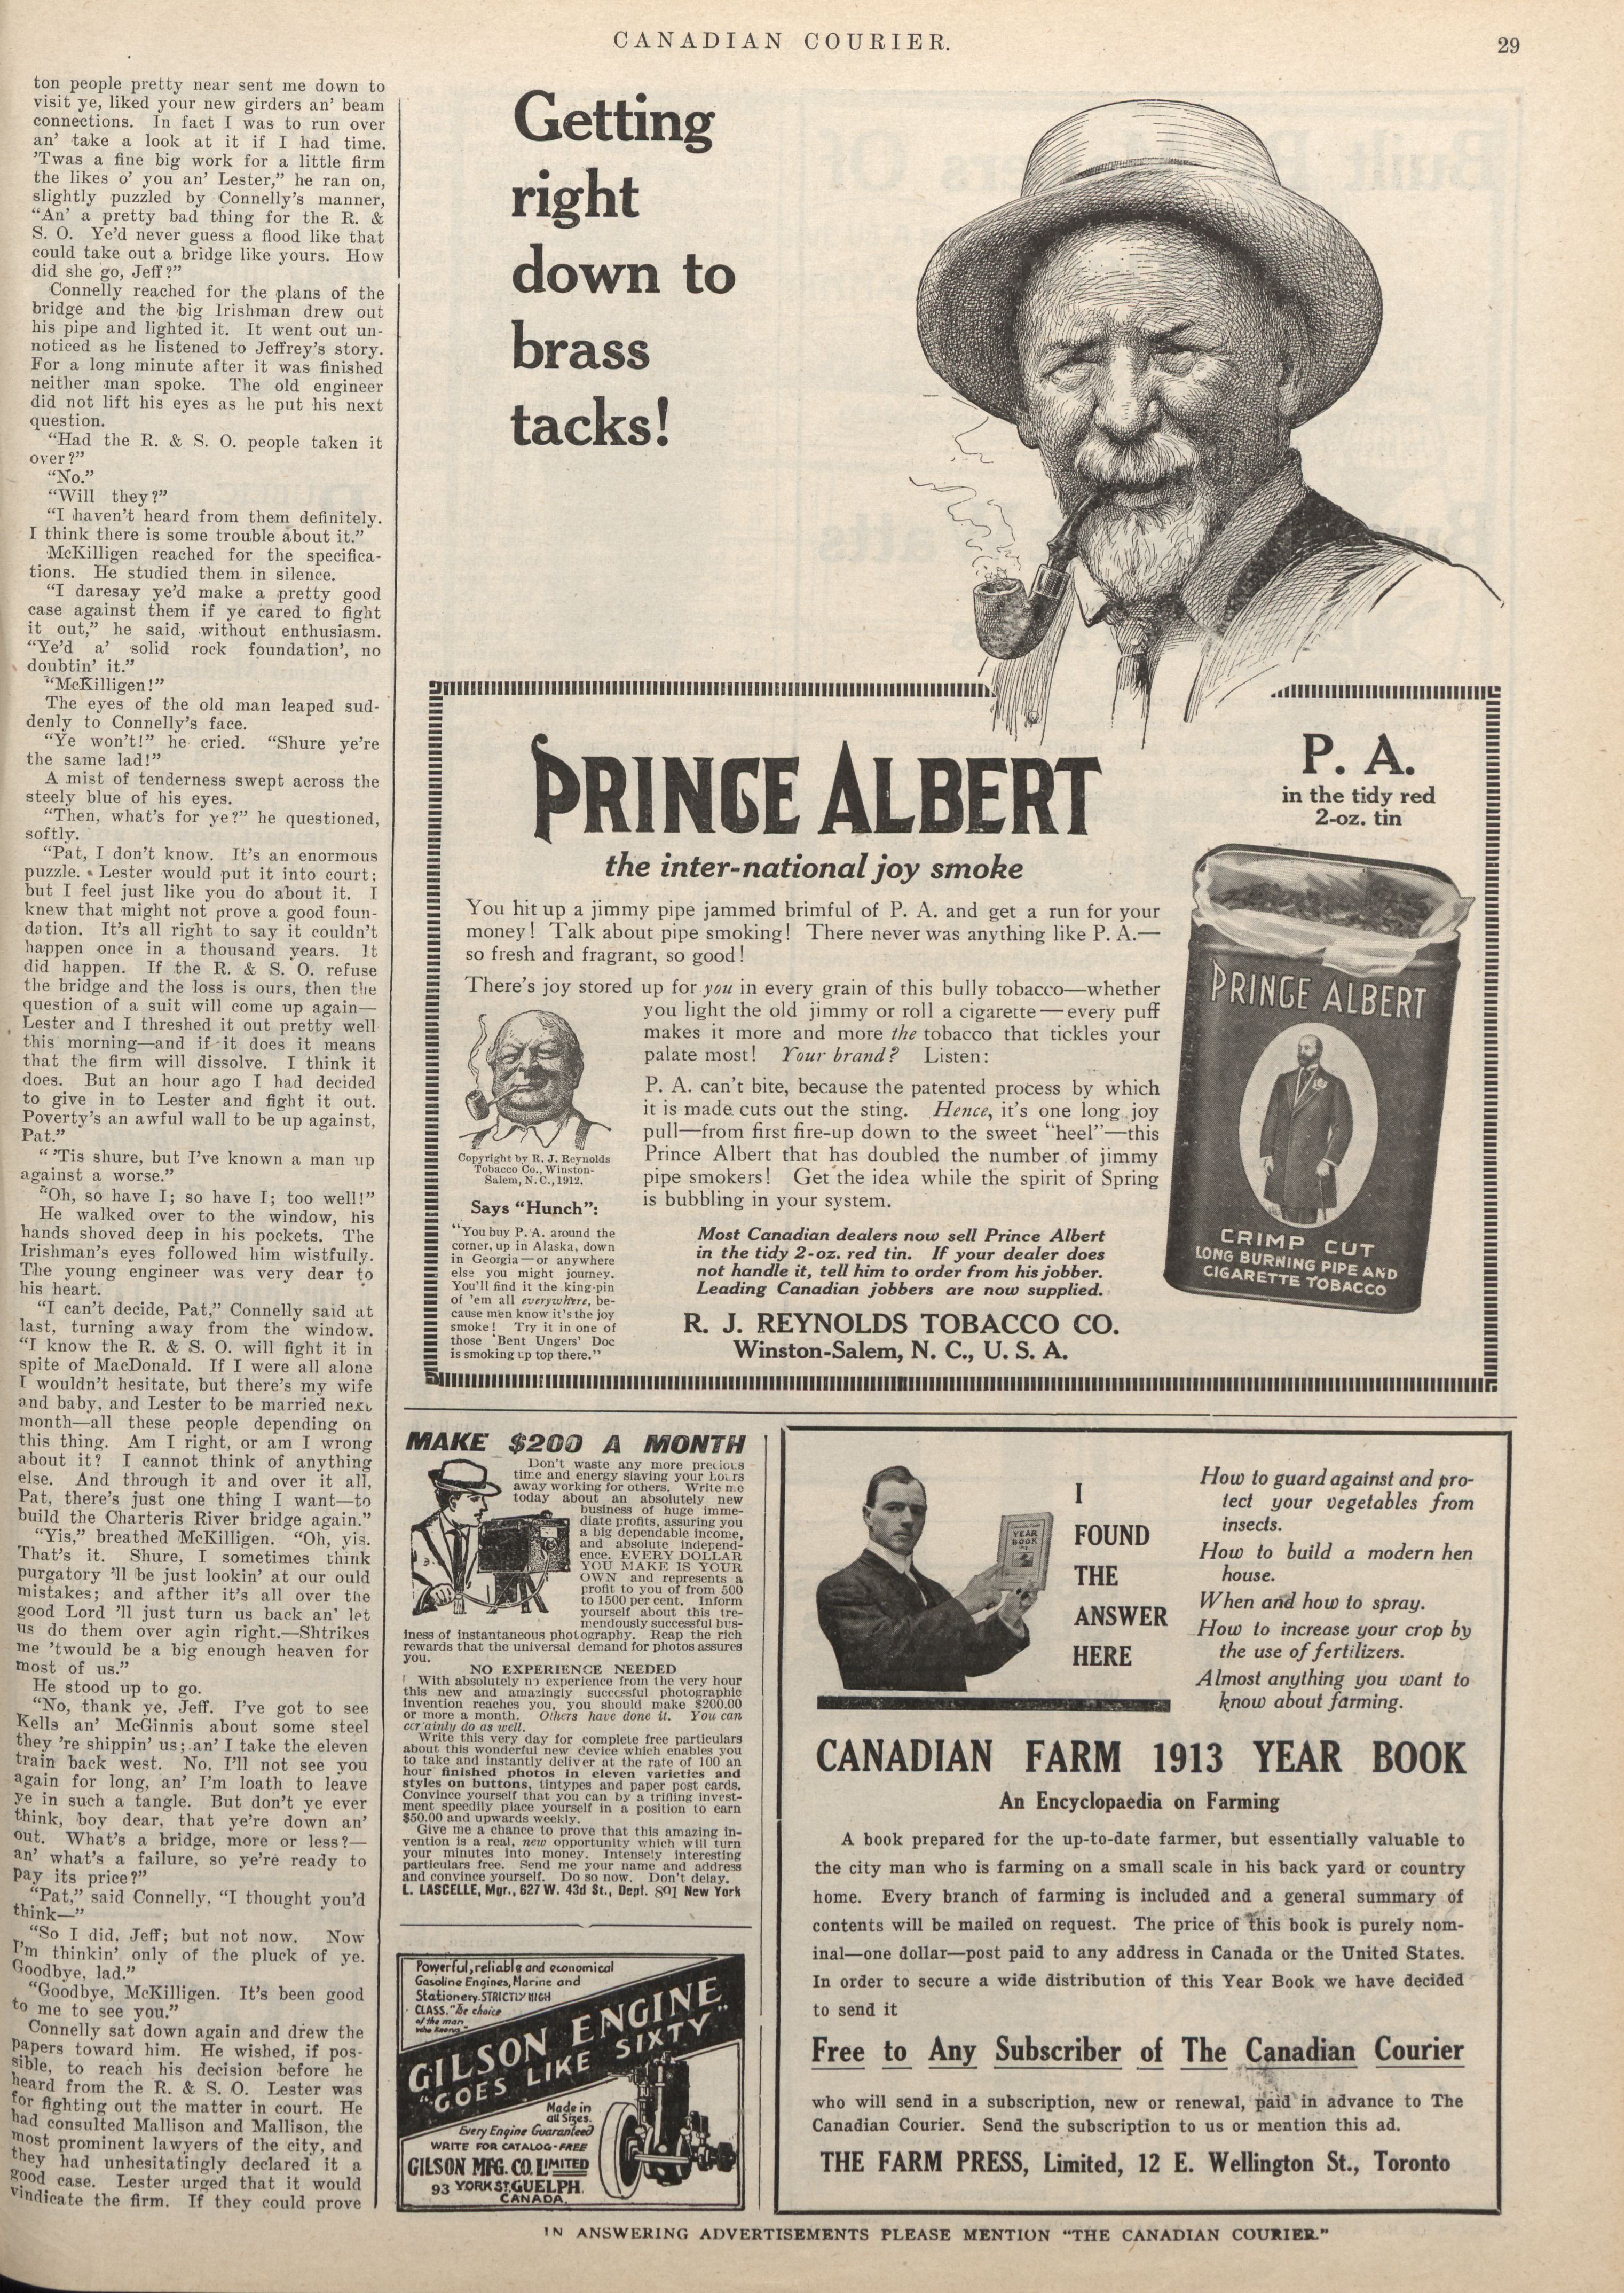 CANADIAN COURIER.
29
ton people pretty near sent me down to
visit ye, liked your new girders an' beam
connections. In fact I was to run over
an' take a look at it if I had time.
'Twas a fine big work for a little firm
the likes o' you an' Lester," he ran on,
slightly puzzled by Connelly's manner,
"An' a pretty bad thing for the R. &
S. O. Ye'd never guess a flood like that
could take out a bridge like yours. How
did she go, Jeff?"
Connelly reached for the plans of the
bridge and the big Irishman drew out
his pipe and lighted it. It went out un-
noticed as he listened to Jeffrey's story.
For a long minute after it was finished
neither man spoke. The old engineer
did not lift his eyes as he put his next
question.
"Had the R. & S. O. people taken it
over?"
"No."
"Will they?"
"I haven't heard from them definitely.
I think there is some trouble about it."
McKilligen reached for the specifica-
tions. He studied them in silence.
"I daresay ye'd make a pretty good
case against them if ye cared to fight
it out," he said, without enthusiasm.
"Ye'd a' solid rock foundation', no
doubtin' it."
"McKilligen!"
The eyes of the old man leaped sud-
denly to Connelly's face.
"Ye won't!" he cried. "Shure ye're
the same lad!"
A mist of tenderness swept across the
steely blue of his eyes.
"Then, what's for ye?" he questioned,
softly.
"Pat, I don't know. It's an enormous
puzzle. Lester would put it into court;
but I feel just like you do about it. I
knew that might not prove a good foun-
dation. It's all right to say it couldn't
happen once in a thousand years. It
did happen. If the R. & S. O. refuse
the bridge and the loss is ours, then the
question of a suit will come up again—
Lester and I threshed it out pretty well
this morning—and if it does it means
that the firm will dissolve. I think it
does. But an hour ago I had decided
to give in to Lester and fight it out.
Poverty's an awful wall to be up against,
Pat."
"'Tis shure, but I've known a man up
against a worse."
"Oh, so have I; so have I; too well!"
He walked over to the window, his
hands shoved deep in his pockets. The
Irishman's eyes followed him wistfully.
The young engineer was very dear to
his heart.
"I can't decide, Pat," Connelly said at
last, turning away from the window.
"I know the R. & S. O. will fight it in
spite of MacDonald. If I were all alone
I wouldn't hesitate, but there's my wife
and baby, and Lester to be married next
month—all these people depending on
this thing. Am I right, or am I wrong
about it? I cannot think of anything
else. And through it and over it all,
Pat, there's just one thing I want—to
build the Charteris River bridge again."
"Yis," breathed McKilligen. "Oh, yis.
That's it. Shure, I sometimes think
purgatory 'll be just lookin' at our ould
mistakes; and afther it's all over the
good Lord 'll just turn us back an' let
us do them over agin right.—Shtrikes
me 'twould be a big enough heaven for
most of us."
He stood up to go.
"No, thank ye, Jeff. I've got to see
Kells an' McGinnis about some steel
they 're shippin' us; an' I take the eleven
train back west. No, I'll not see you
again for long, an' I'm loath to leave
ye in such a tangle. But don't ye ever
think, boy dear, that ye're down an'
out. What's a bridge, more or less?—
an' what's a failure, so ye're ready to
pay its price?"
"Pat," said Connelly, "I thought you'd
think—"
"So I did, Jeff; but not now. Now
I'm thinkin' only of the pluck of ye.
Goodbye, lad."
"Goodbye, McKilligen. It's been good
to me to see you."
Connelly sat down again and drew the
papers toward him. He wished, if pos-
sible, to reach his decision before he
heard from the R. & S. O. Lester was
for fighting out the matter in court. He
had consulted Mallison and Mallison, the
most prominent lawyers of the city, and
they had unhesitatingly declared it a
good case. Lester urged that it would
vindicate the firm. If they could prove
Getting
right
down to
brass
tacks!
PRINCE ALBERT
the inter-national joy smoke
P. A.
in the tidy red
2-oz. tin
You hit up a jimmy pipe jammed brimful of P. A. and get a run for your
money! Talk about pipe smoking! There never was anything like P. A.—
so fresh and fragrant, so good!
There's joy stored up for you in every grain of this bully tobacco—whether
you light the old jimmy or roll a cigarette—every puff
makes it more and more the tobacco that tickles your
palate most! Your brand? Listen:
P. A. can't bite, because the patented process by which
it is made cuts out the sting. Hence, it's one long joy
pull—from first fire-up down to the sweet "heel"—this
Prince Albert that has doubled the number of jimmy
pipe smokers! Get the idea while the spirit of Spring
is bubbling in your system.
Copyright by R. J. Reynolds
Tobacco Co., Winston-
Salem, N. C., 1912.
Says "Hunch":
"You buy P. A. around the
corner, up in Alaska, down
in Georgia—or anywhere
else you might journey.
You'll find it the king-pin
of 'em all everywhere, be-
cause men know it's the joy
smoke! Try it in one of
those 'Bent Ungers' Doc
is smoking up top there."
Most Canadian dealers now sell Prince Albert
in the tidy 2-oz. red tin. If your dealer does
not handle it, tell him to order from his jobber.
Leading Canadian jobbers are now supplied.
R. J. REYNOLDS TOBACCO CO.
Winston-Salem, N. C., U. S. A.
PRINCE ALBERT
CRIMP CUT
LONG BURNING PIPE AND
CIGARETTE TOBACCO
MAKE $200 A MONTH
Don't waste any more precious
time and energy slaving your hours
away working for others. Write me
today about an absolutely new
business of huge imme-
diate profits, assuring you
a big dependable income,
and absolute independ-
ence. EVERY DOLLAR
YOU MAKE IS YOUR
OWN and represents a
profit to you of from 500
to 1500 per cent. Inform
yourself about this tre-
mendously successful bus-
iness of instantaneous photography. Reap the rich
rewards that the universal demand for photos assures
you.
NO EXPERIENCE NEEDED
With absolutely no experience from the very hour
this new and amazingly successful photographic
invention reaches you, you should make $200.00
or more a month. Others have done it. You can
certainly do as well.
Write this very day for complete free particulars
about this wonderful new device which enables you
to take and instantly deliver at the rate of 100 an
hour finished photos in eleven varieties and
styles on buttons, tintypes and paper post cards.
Convince yourself that you can by a trifling invest-
ment speedily place yourself in a position to earn
$50.00 and upwards weekly.
Give me a chance to prove that this amazing in-
vention is a real, new opportunity which will turn
your minutes into money. Intensely interesting
particulars free. Send me your name and address
and convince yourself. Do so now. Don't delay.
L. LASCELLE, Mgr., 627 W. 43d St., Dept. 801 New York
Powerful, reliable and economical
Gasoline Engines, Marine and
Stationery. STRICTLY HIGH
CLASS. "The choice
of the man
who knows"
GILSON ENGINE
"GOES LIKE SIXTY"
Made in
all Sizes.
Every Engine Guaranteed
WRITE FOR CATALOG-FREE
GILSON MFG. CO. LIMITED
93 YORK ST. GUELPH.
CANADA.
YEAR
BOOK
I
FOUND
THE
ANSWER
HERE
How to guard against and pro-
tect your vegetables from
insects.
How to build a modern hen
house.
When and how to spray.
How to increase your crop by
the use of fertilizers.
Almost anything you want to
know about farming.
CANADIAN FARM 1913 YEAR BOOK
An Encyclopaedia on Farming
A book prepared for the up-to-date farmer, but essentially valuable to
the city man who is farming on a small scale in his back yard or country
home. Every branch of farming is included and a general summary of
contents will be mailed on request. The price of this book is purely nom-
inal—one dollar—post paid to any address in Canada or the United States.
In order to secure a wide distribution of this Year Book we have decided
to send it
Free to Any Subscriber of The Canadian Courier
who will send in a subscription, new or renewal, paid in advance to The
Canadian Courier. Send the subscription to us or mention this ad.
THE FARM PRESS, Limited, 12 E. Wellington St., Toronto
IN ANSWERING ADVERTISEMENTS PLEASE MENTION "THE CANADIAN COURIER."